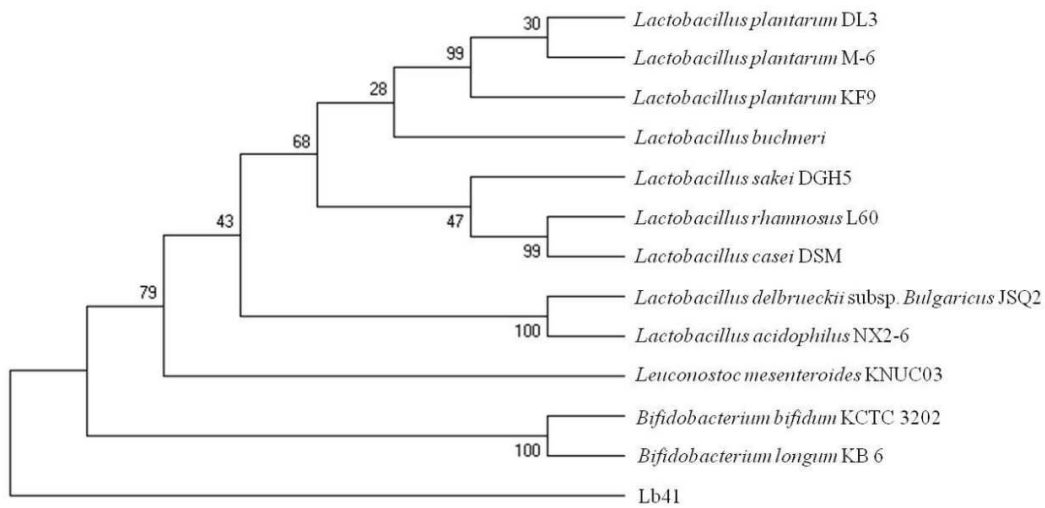 30
Lactobacillus plantarum DL3
99
Lactobacillus plantarum M-6
28
Lactobacillus plantarum KF9
68
Lactobacillus buchneri
Lactobacillus sakei DGH5
43
47
Lactobacillus rhamnosus L60
99
Lactobacillus casei DSM
79
Lactobacillus delbrueckii subsp. Bulgaricus JSQ2
100
Lactobacillus acidophilus NX2-6
Leuconostoc mesenteroides KNUC03
Bifidobacterium bifidum KCTC 3202
100
Bifidobacterium longum KB 6
Lb41